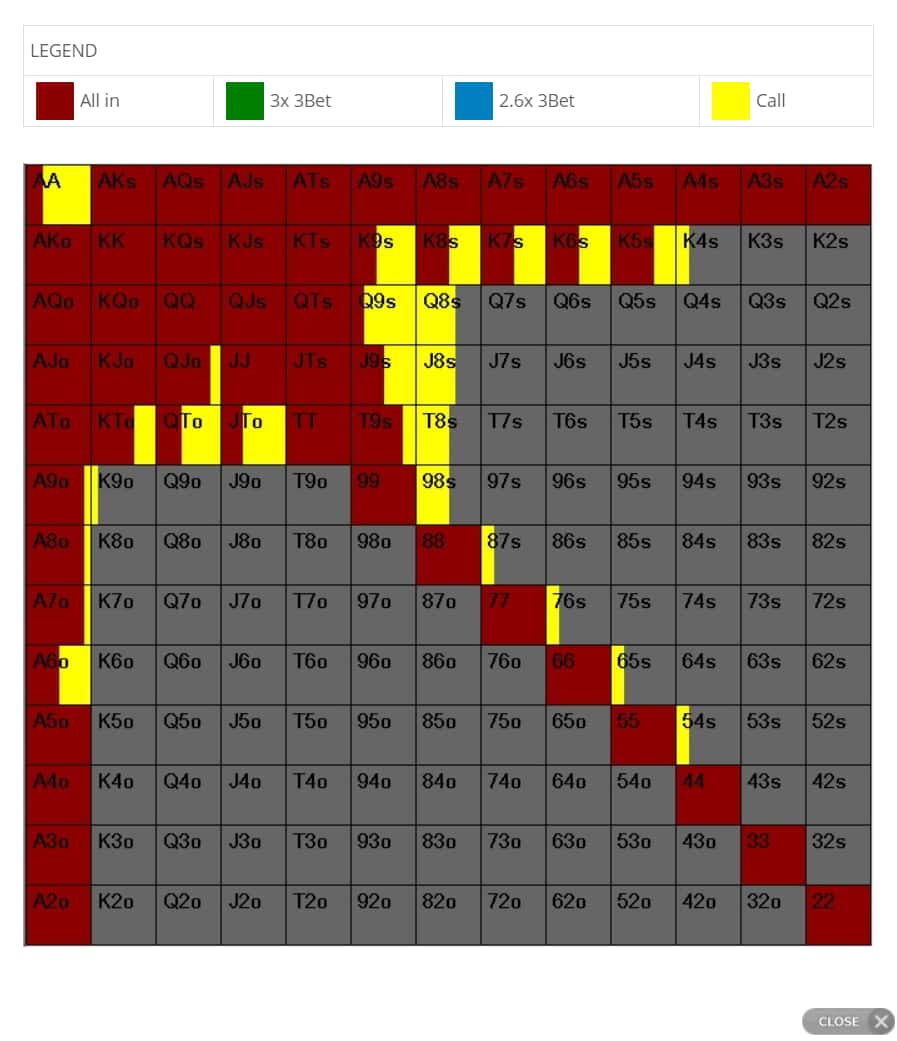 LEGEND
All in 3x 3Bet 2.6x 3Bet Call
AA AKs AQs AJs ATs A9s A8s A7s A6s A5s A4s A3s A2s
AKo KK KQs KJs KTs K9s K8s K7s K6s K5s K4s K3s K2s
AQo KQo QQ QJs QTs Q9s Q8s Q7s Q6s Q5s Q4s Q3s Q2s
AJo KJo QJo JJ JTs J9s J8s J7s J6s J5s J4s J3s J2s
ATo KTo QTo JTo TT T9s T8s T7s T6s T5s T4s T3s T2s
A9o K9o Q9o J9o T9o 99 98s 97s 96s 95s 94s 93s 92s
A8o K8o Q8o J8o T8o 98o 88 87s 86s 85s 84s 83s 82s
A7o K7o Q7o J7o T7o 97o 87o 77 76s 75s 74s 73s 72s
A6o K6o Q6o J6o T6o 96o 86o 76o 66 65s 64s 63s 62s
A5o K5o Q5o J5o T5o 95o 85o 75o 65o 55 54s 53s 52s
A4o K4o Q4o J4o T4o 94o 84o 74o 64o 54o 44 43s 42s
A3o K3o Q3o J3o T3o 93o 83o 73o 63o 53o 43o 33 32s
A2o K2o Q2o J2o T2o 92o 82o 72o 62o 52o 42o 32o 22
CLOSE